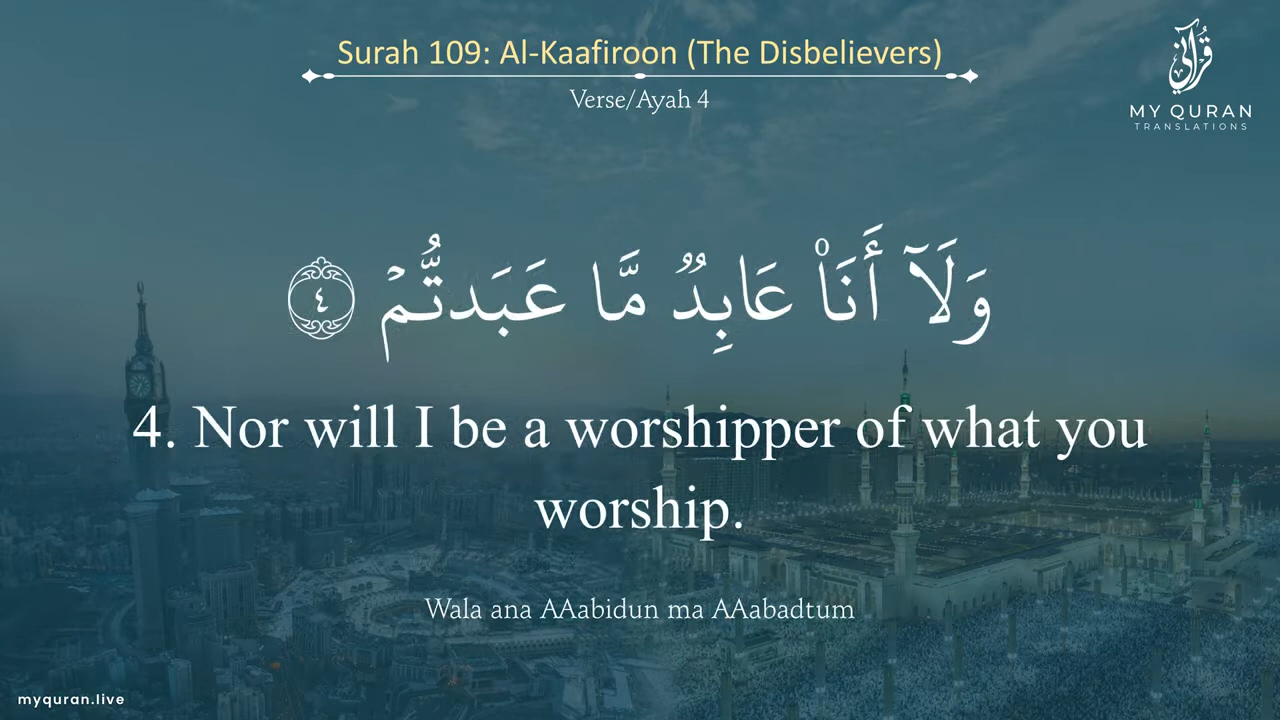 Surah 109: Al-Kaafiroon (The Disbelievers)
Verse/Ayah 4
قُرْآنِي
MY QURAN
TRANSLATIONS
وَلَآ أَنَا۠ عَابِدٌۭ مَّا عَبَدتُّمْ ٤
4. Nor will I be a worshipper of what you
worship.
Wala ana AAabidun ma AAabadtum
myquran.live